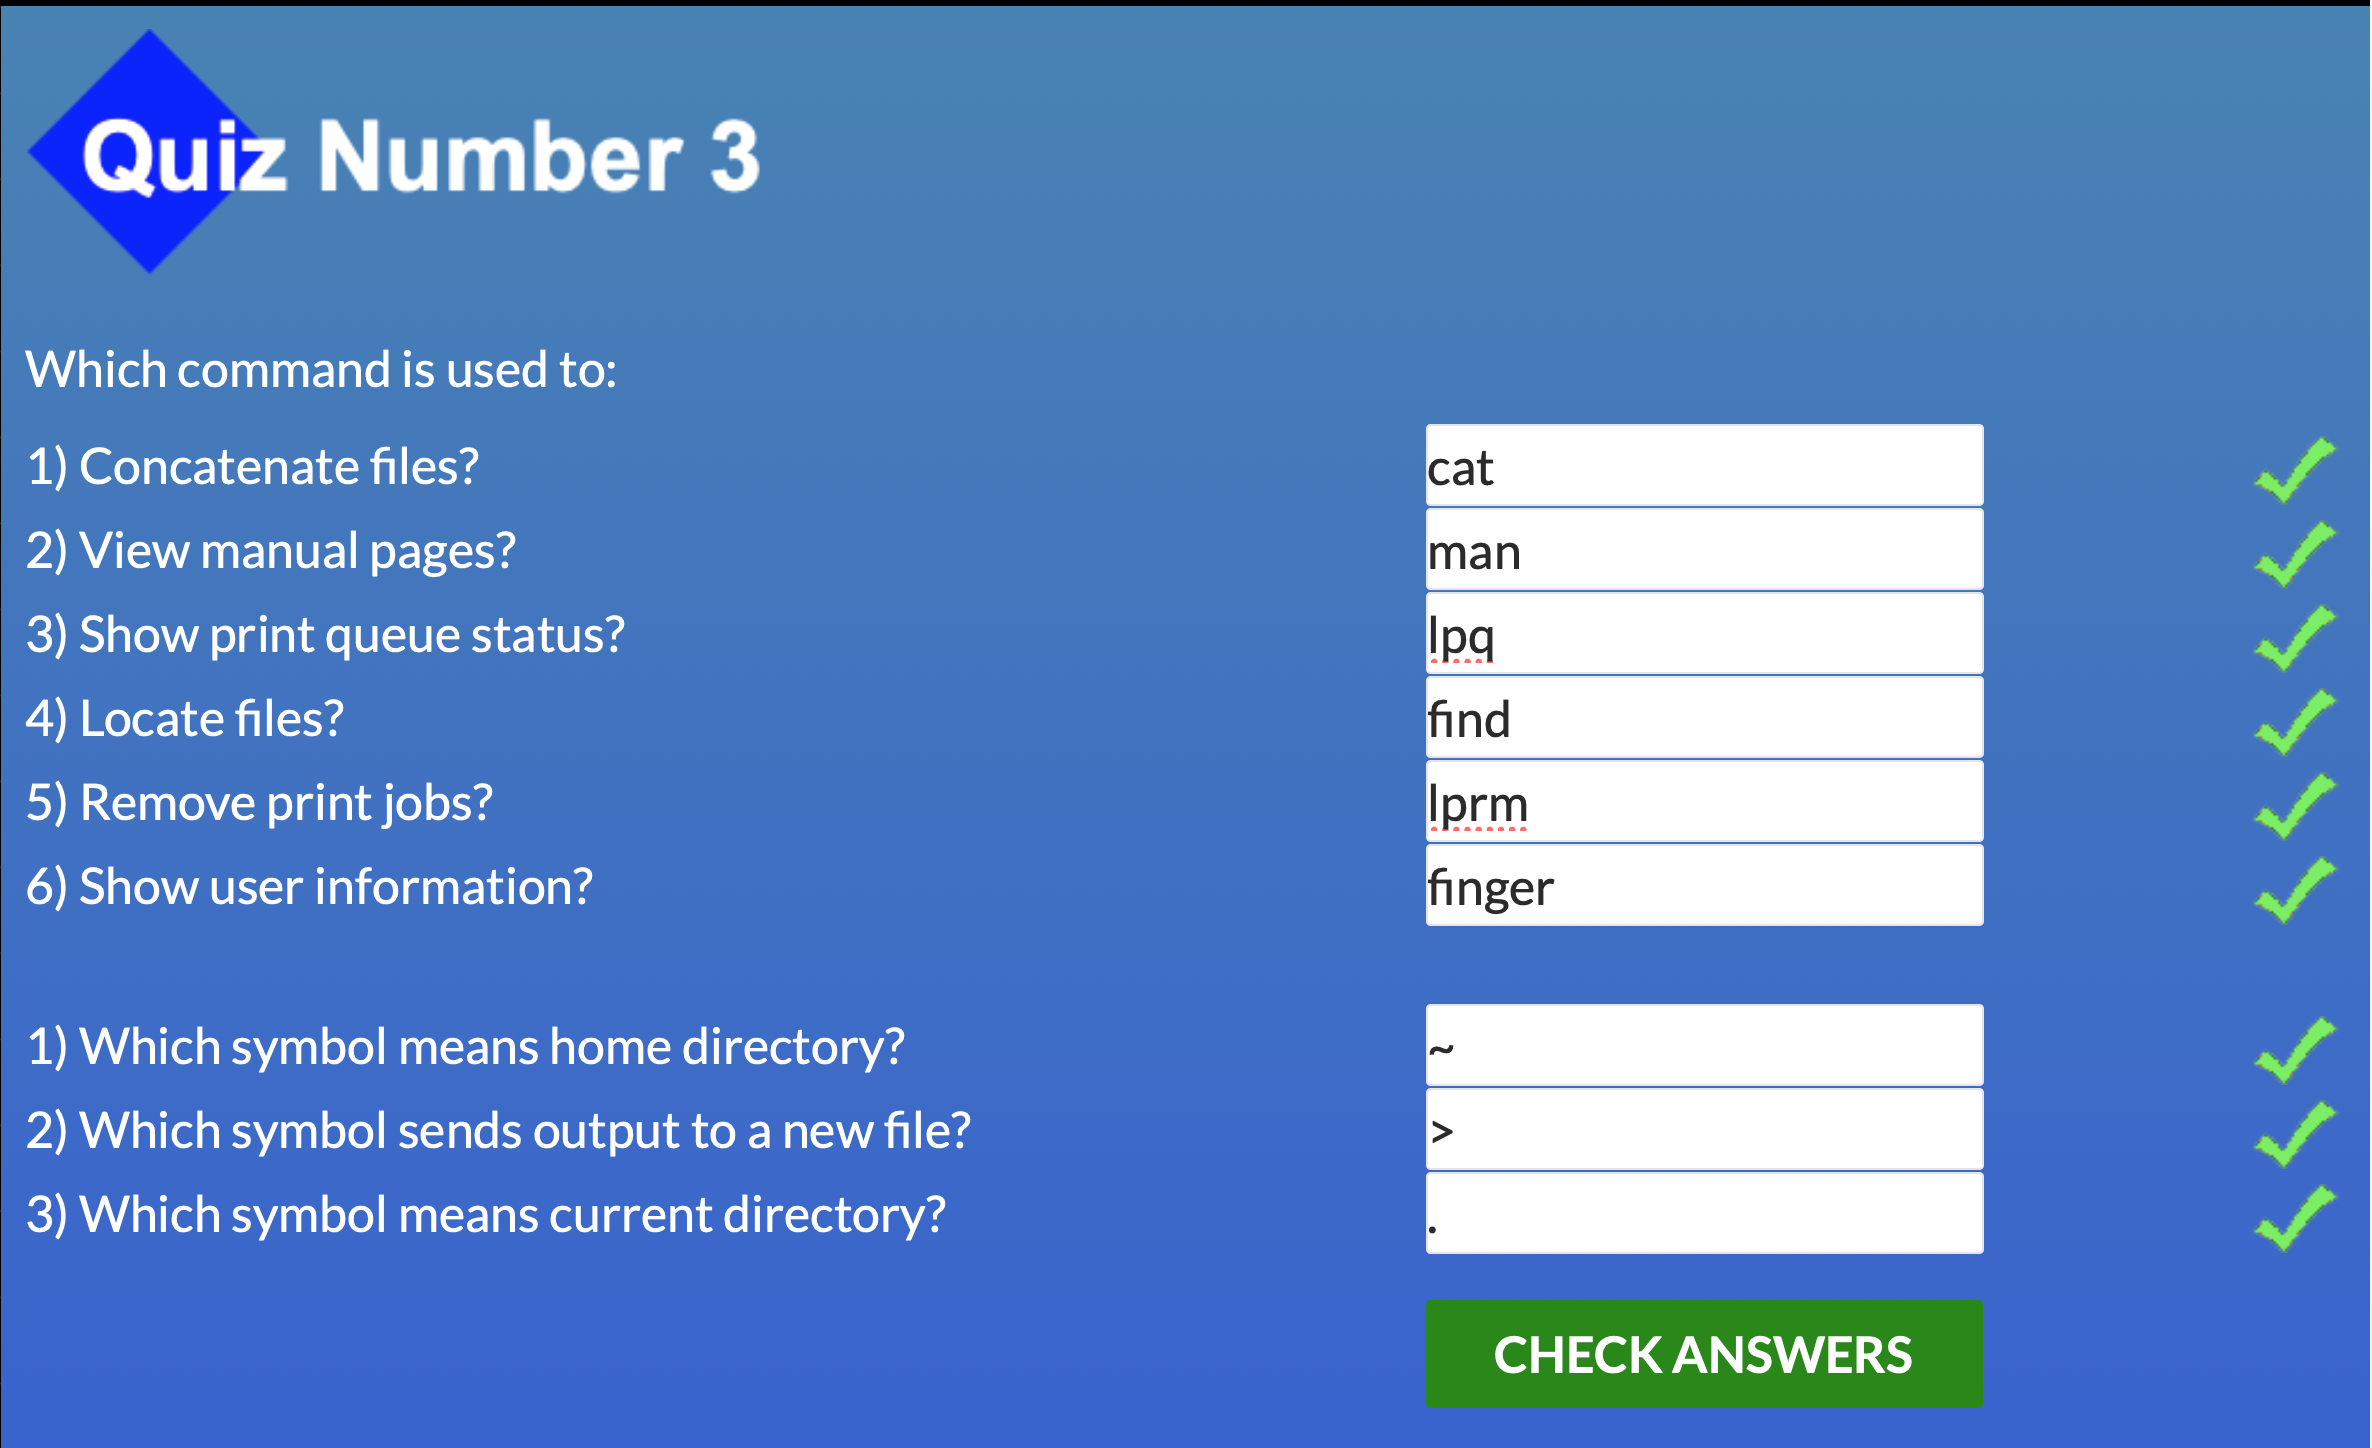 Quiz Number 3
Which command is used to:
1) Concatenate files? cat
2) View manual pages? man
3) Show print queue status? lpq
4) Locate files? find
5) Remove print jobs? lprm
6) Show user information? finger
1) Which symbol means home directory? ~
2) Which symbol sends output to a new file? >
3) Which symbol means current directory? .
CHECK ANSWERS